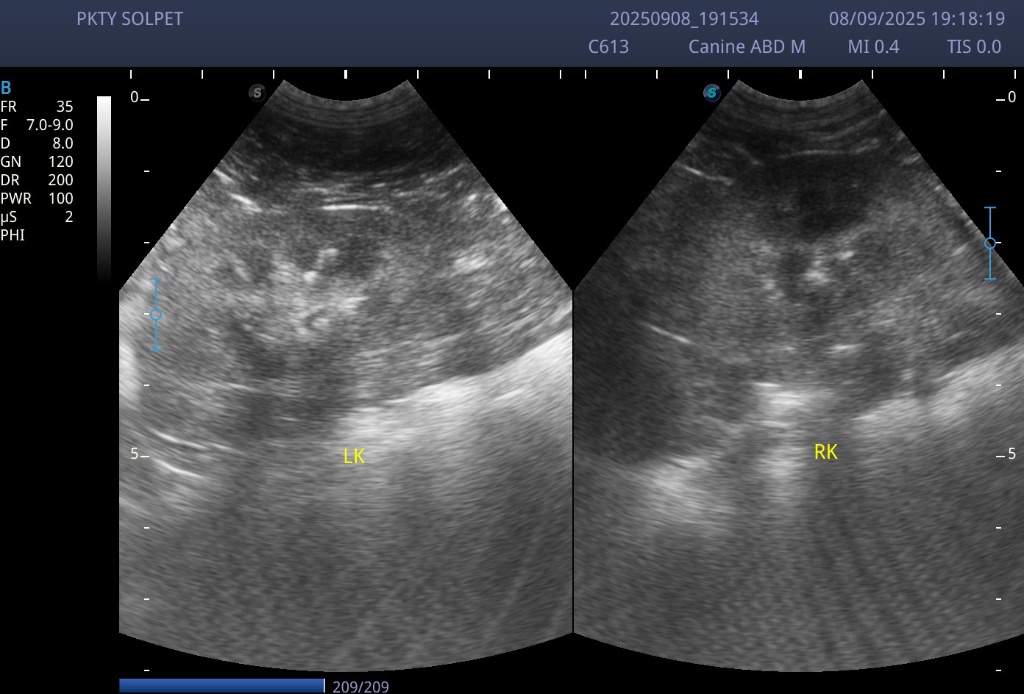 PKTY SOLPET
20250908_191534
08/09/2025 19:18:19
C613
Canine ABD M
MI 0.4
TIS 0.0
B
FR 35
F 7.0-9.0
D 8.0
GN 120
DR 200
PWR 100
µS 2
PHI
0
S
S
0
5
LK
RK
5
209/209